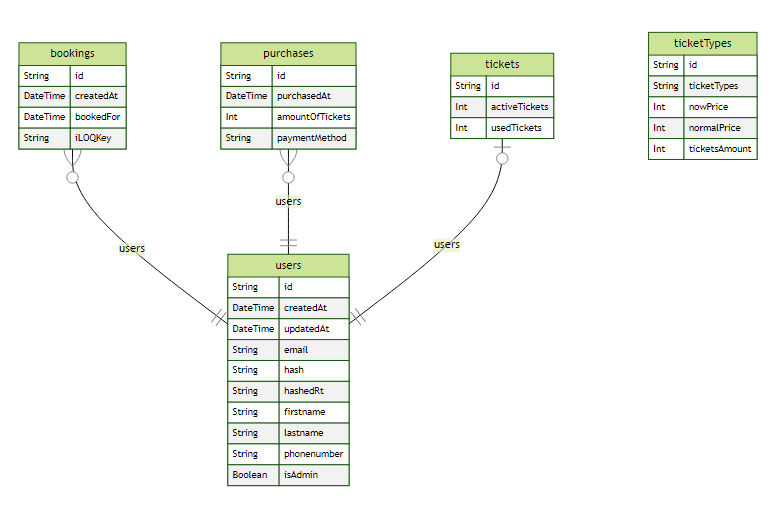 bookings
String id
DateTime createdAt
DateTime bookedFor
String iLOQKey
purchases
String id
DateTime purchasedAt
Int amountOfTickets
String paymentMethod
tickets
String id
Int activeTickets
Int usedTickets
ticketTypes
String id
String ticketTypes
Int nowPrice
Int normalPrice
Int ticketsAmount
users
users
users
users
String id
DateTime createdAt
DateTime updatedAt
String email
String hash
String hashedRt
String firstname
String lastname
String phonenumber
Boolean isAdmin